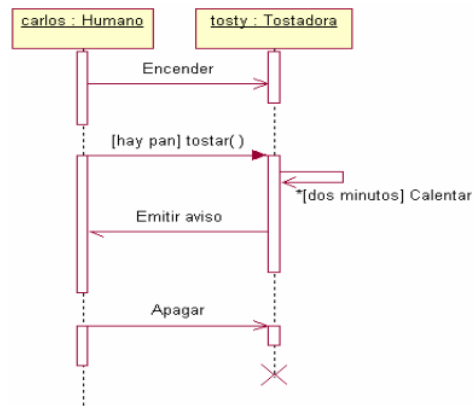 carlos : Humano
tosty : Tostadora
Encender
[hay pan] tostar( )
*[dos minutos] Calentar
Emitir aviso
Apagar